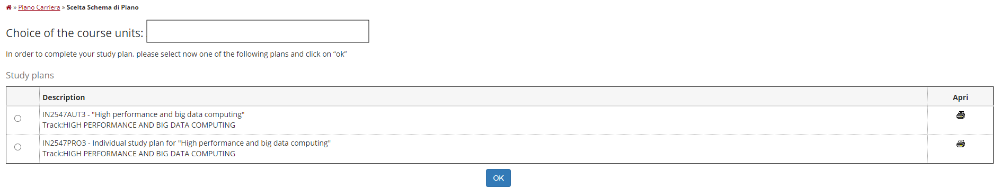 » Piano Carriera » Scelta Schema di Piano
Choice of the course units:
In order to complete your study plan, please select now one of the following plans and click on “ok”
Study plans
Description Apri
IN2547AUT3 - "High performance and big data computing"
Track:HIGH PERFORMANCE AND BIG DATA COMPUTING
IN2547PRO3 - Individual study plan for "High performance and big data computing"
Track:HIGH PERFORMANCE AND BIG DATA COMPUTING
OK